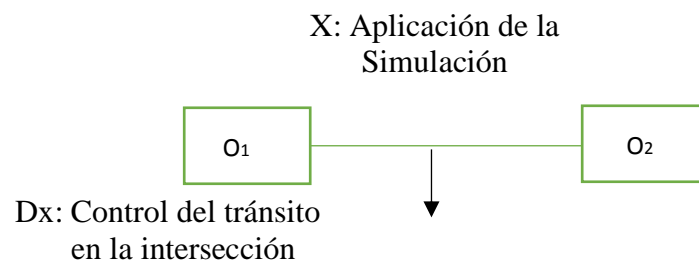 X: Aplicación de la
Simulación
O1
O2
Dx: Control del tránsito
en la intersección